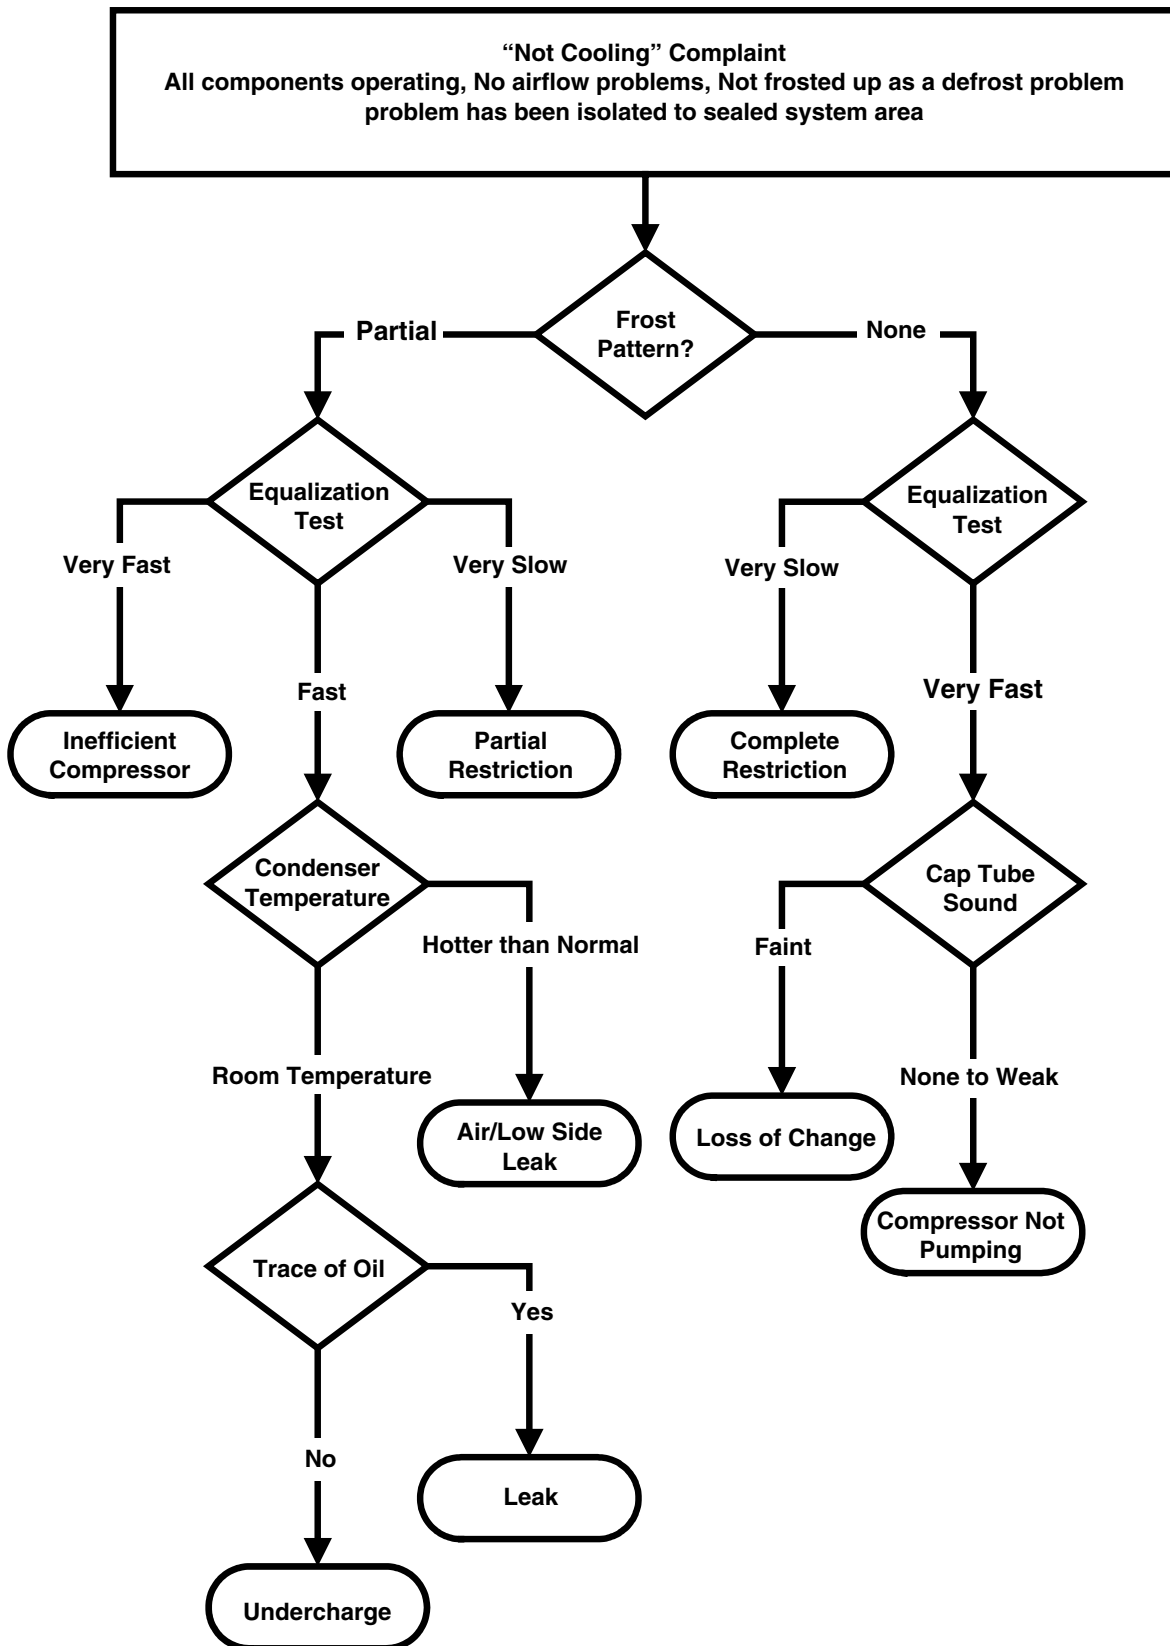 “Not Cooling” Complaint
All components operating, No airflow problems, Not frosted up as a defrost problem
problem has been isolated to sealed system area
Frost
Pattern?
Partial
None
Equalization
Test
Equalization
Test
Very Fast
Very Slow
Very Slow
Fast
Very Fast
Inefficient
Compressor
Partial
Restriction
Complete
Restriction
Condenser
Temperature
Cap Tube
Sound
Hotter than Normal
Faint
Room Temperature
None to Weak
Air/Low Side
Leak
Loss of Change
Compressor Not
Pumping
Trace of Oil
Yes
No
Leak
Undercharge